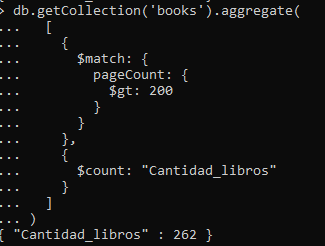 > db.getCollection('books').aggregate(
...   [
...     {
...       $match: {
...         pageCount: {
...           $gt: 200
...         }
...       }
...     },
...     {
...       $count: "Cantidad_libros"
...     }
...   ]
... )
{ "Cantidad_libros" : 262 }